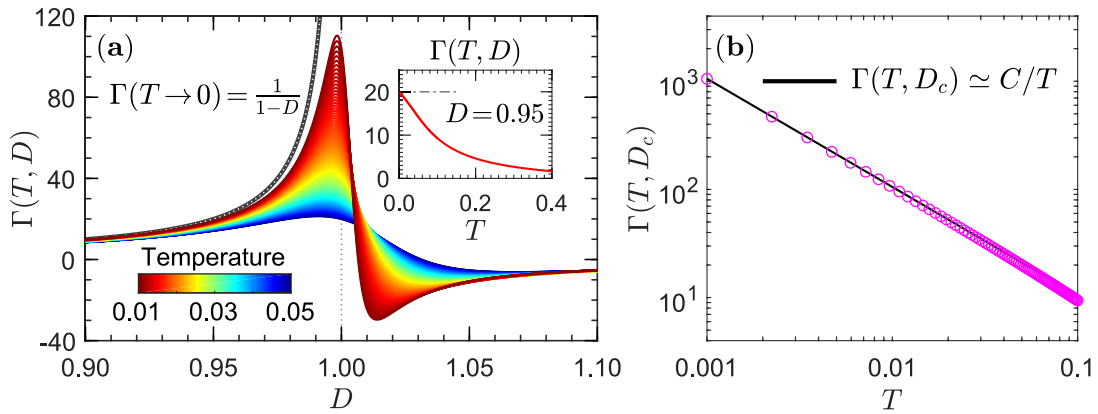 (a)
Γ(T→0) = 1/(1−D)
Γ(T, D)
120
80
40
0
-40
0.90
0.95
1.00
1.05
1.10
D
Temperature
0.01
0.03
0.05
Γ(T, D)
D = 0.95
20
10
0
0.0
0.2
0.4
T
(b)
Γ(T, D_c) ≃ C/T
Γ(T, D_c)
10^3
10^2
10^1
0.001
0.01
0.1
T